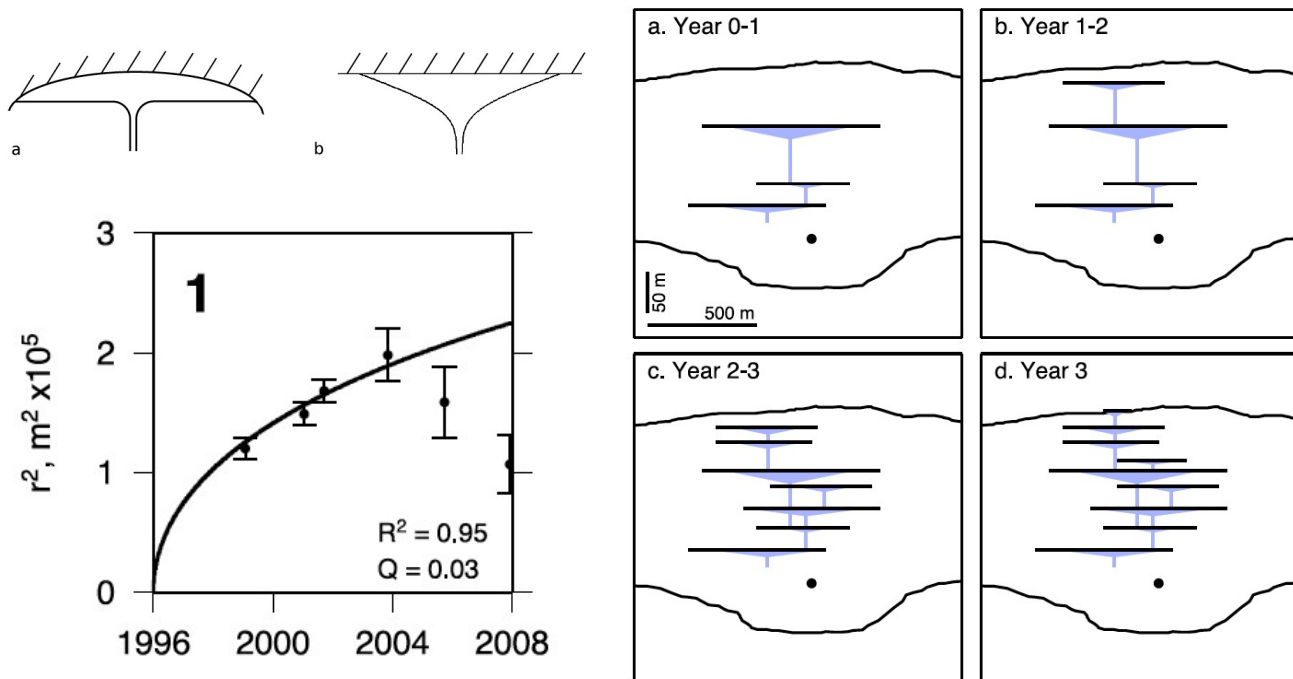 a
b
1
3
2
1
0
r², m² x10⁵
R² = 0.95
Q = 0.03
1996 2000 2004 2008
a. Year 0-1
50 m
500 m
b. Year 1-2
c. Year 2-3
d. Year 3